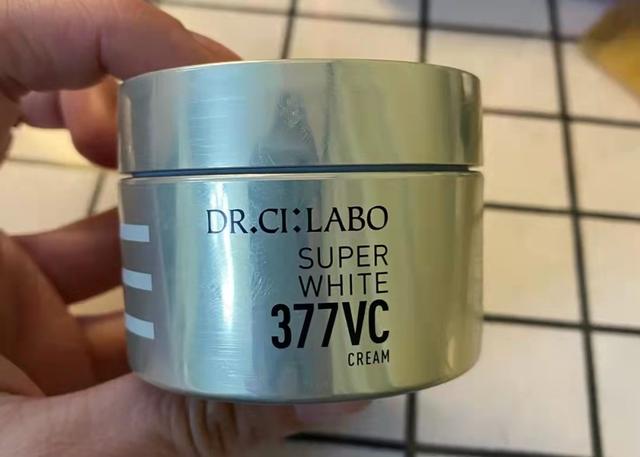 DR.CI:LABO
SUPER
WHITE
377VC
CREAM